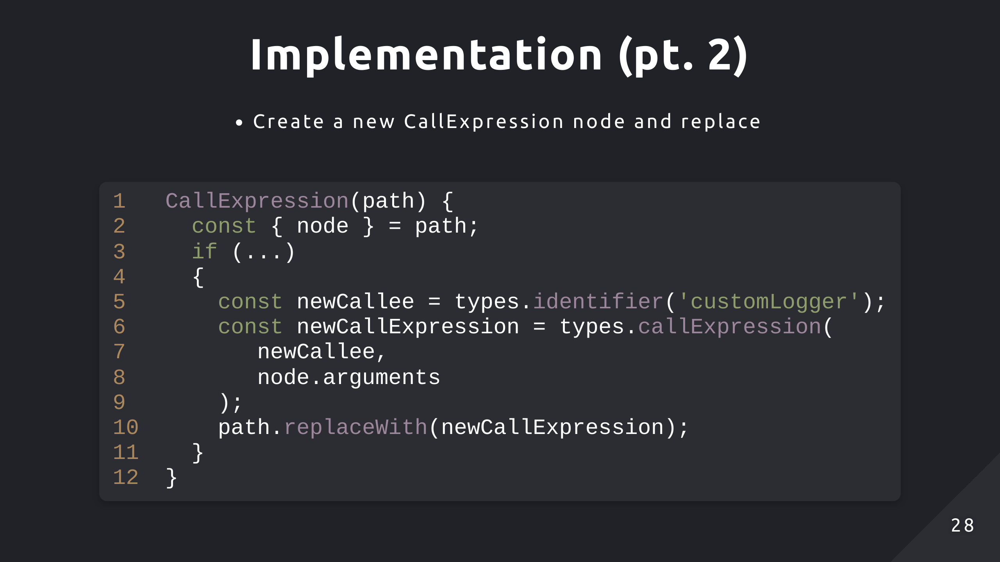 Implementation (pt. 2)
• Create a new CallExpression node and replace
1    CallExpression(path) {
2      const { node } = path;
3      if (...)
4      {
5        const newCallee = types.identifier('customLogger');
6        const newCallExpression = types.callExpression(
7           newCallee,
8           node.arguments
9        );
10       path.replaceWith(newCallExpression);
11     }
12   }
28